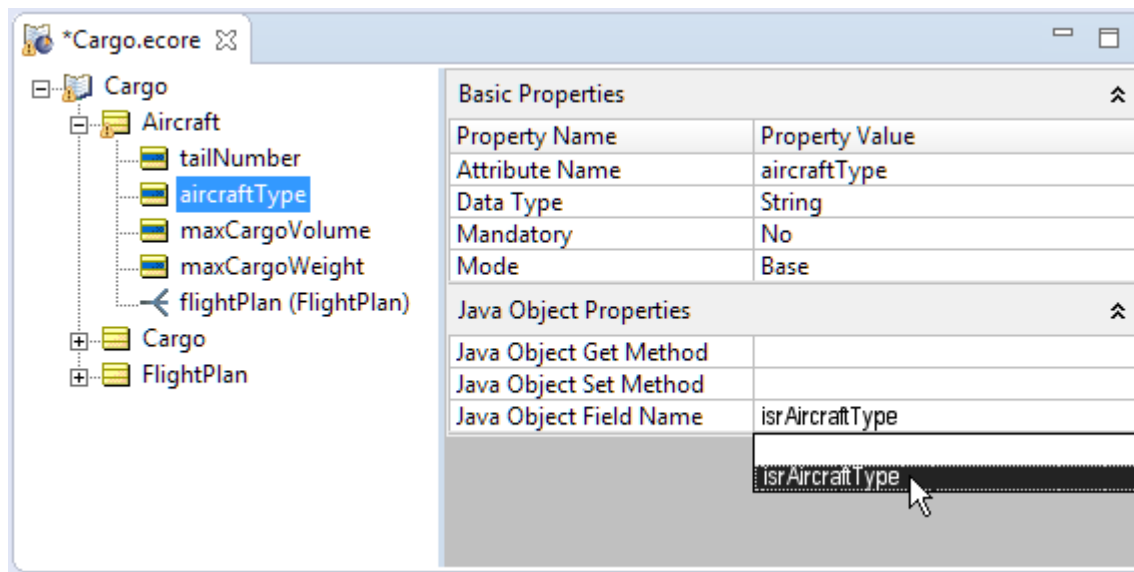 *Cargo.ecore
Cargo
Aircraft
tailNumber
aircraftType
maxCargoVolume
maxCargoWeight
flightPlan (FlightPlan)
Cargo
FlightPlan
Basic Properties
Property Name Property Value
Attribute Name aircraftType
Data Type String
Mandatory No
Mode Base
Java Object Properties
Java Object Get Method
Java Object Set Method
Java Object Field Name isrAircraftType
isrAircraftType